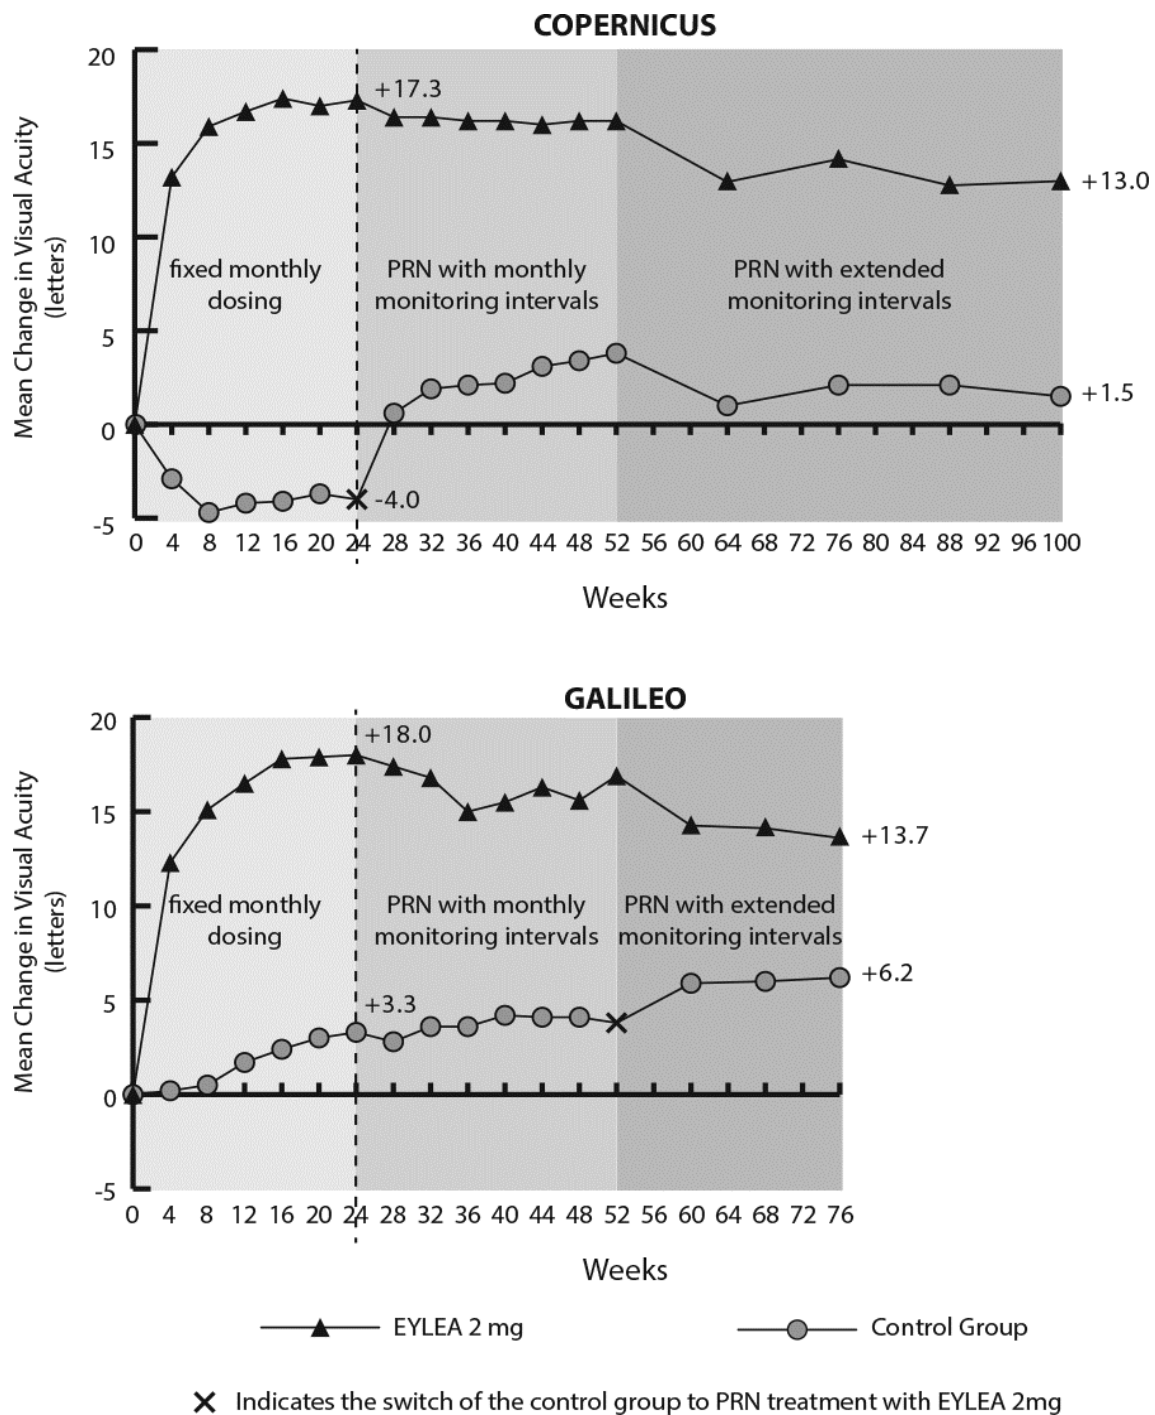 COPERNICUS
Mean Change in Visual Acuity
(letters)
20
15
10
5
0
-5
+17.3
+13.0
fixed monthly
dosing
PRN with monthly
monitoring intervals
PRN with extended
monitoring intervals
+1.5
-4.0
0 4 8 12 16 20 24 28 32 36 40 44 48 52 56 60 64 68 72 76 80 84 88 92 96 100
Weeks
GALILEO
Mean Change in Visual Acuity
(letters)
20
15
10
5
0
-5
+18.0
+13.7
fixed monthly
dosing
PRN with monthly
monitoring intervals
PRN with extended
monitoring intervals
+6.2
+3.3
0 4 8 12 16 20 24 28 32 36 40 44 48 52 56 60 64 68 72 76
Weeks
EYLEA 2 mg
Control Group
Indicates the switch of the control group to PRN treatment with EYLEA 2mg